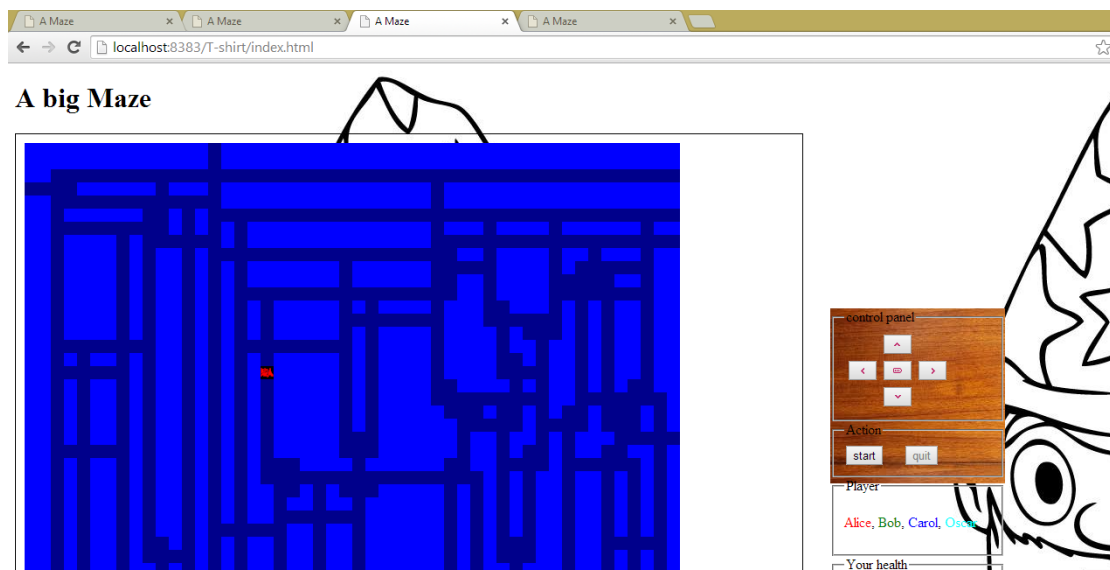 A Maze
A Maze
A Maze
A Maze
localhost:8383/T-shirt/index.html
A big Maze
control panel
Action
start
quit
Player
Alice, Bob, Carol, Oscar
Your health